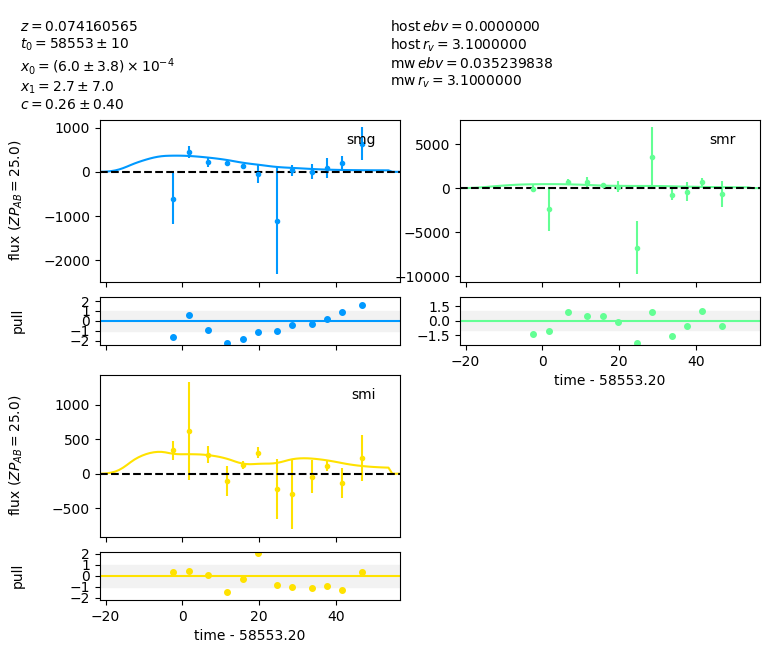 z = 0.074160565
t₀ = 58553 ± 10
x₀ = (6.0 ± 3.8) × 10⁻⁴
x₁ = 2.7 ± 7.0
c = 0.26 ± 0.40
host ebv = 0.0000000
host r_v = 3.1000000
mw ebv = 0.035239838
mw r_v = 3.1000000
flux (ZP_AB = 25.0)
1000
0
−1000
−2000
smg
pull
2
1
0
−1
−2
5000
0
−5000
−10000
smr
1.5
0.0
−1.5
−20 0 20 40
time - 58553.20
flux (ZP_AB = 25.0)
1000
500
0
−500
smi
pull
2
1
0
−1
−2
−20 0 20 40
time - 58553.20